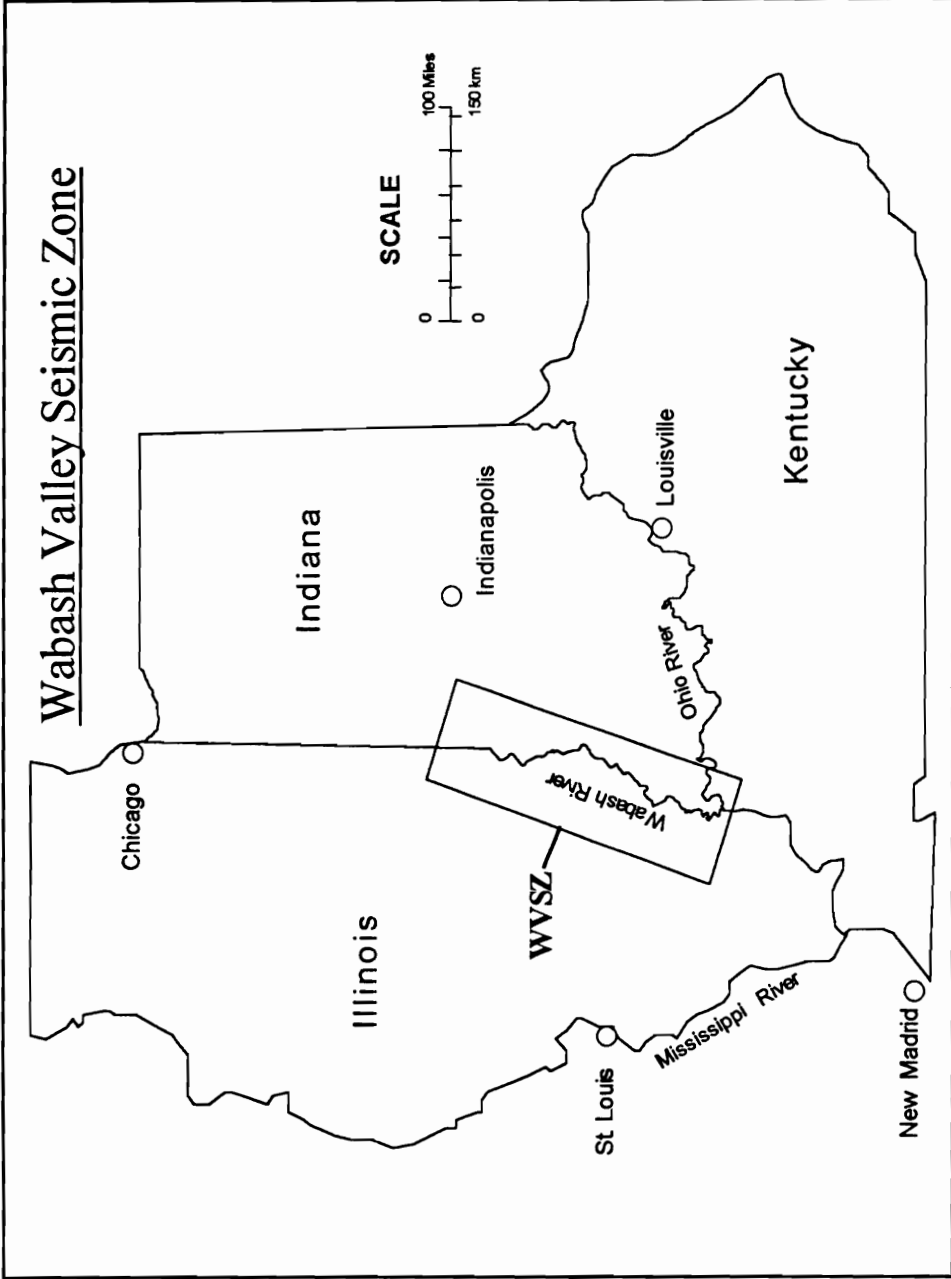 Wabash Valley Seismic Zone
SCALE
0
100 Miles
0
150 km
Chicago
Illinois
Indiana
Indianapolis
WVSZ
Wabash River
Ohio River
Louisville
Kentucky
St Louis
Mississippi River
New Madrid